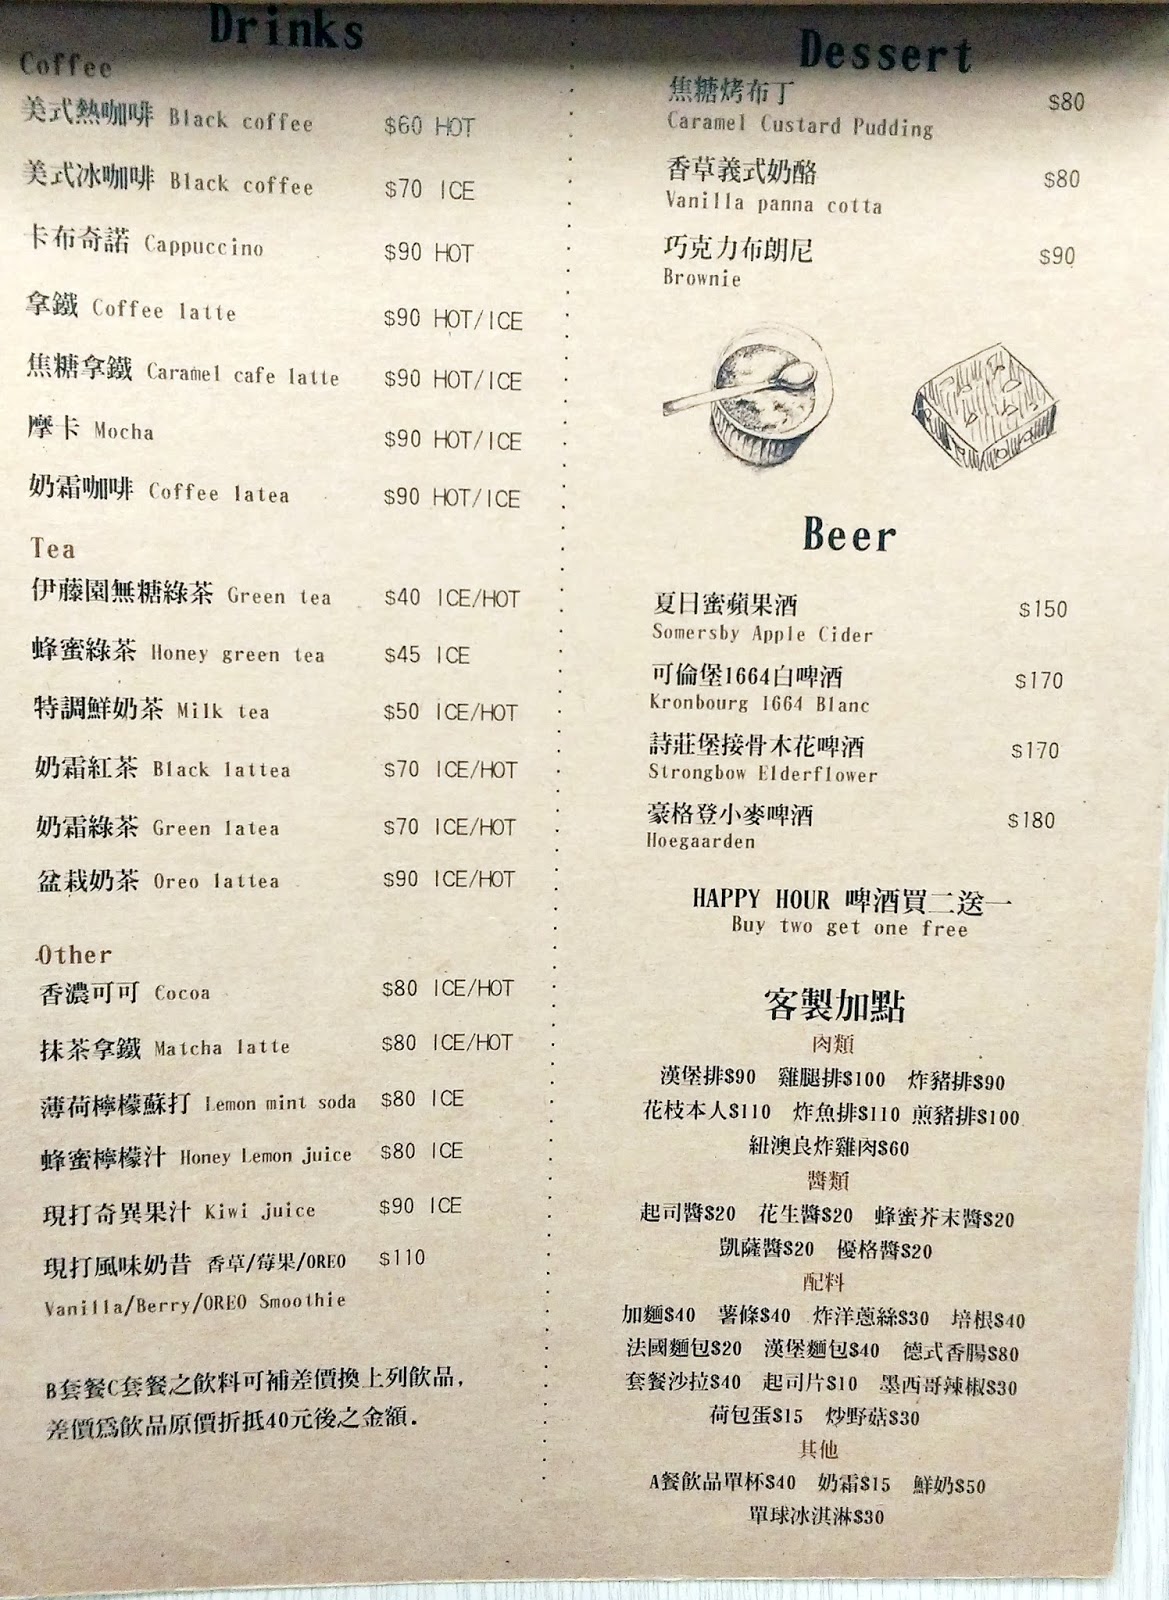 Drinks
Coffee
美式熱咖啡 Black coffee $60 HOT
美式冰咖啡 Black coffee $70 ICE
卡布奇諾 Cappuccino $90 HOT
拿鐵 Coffee latte $90 HOT/ICE
焦糖拿鐵 Caramel cafe latte $90 HOT/ICE
摩卡 Mocha $90 HOT/ICE
奶霜咖啡 Coffee latea $90 HOT/ICE
Tea
伊藤園無糖綠茶 Green tea $40 ICE/HOT
蜂蜜綠茶 Honey green tea $45 ICE
特調鮮奶茶 Milk tea $50 ICE/HOT
奶霜紅茶 Black lattea $70 ICE/HOT
奶霜綠茶 Green latea $70 ICE/HOT
盆栽奶茶 Oreo lattea $90 ICE/HOT
Other
香濃可可 Cocoa $80 ICE/HOT
抹茶拿鐵 Matcha latte $80 ICE/HOT
薄荷檸檬蘇打 Lemon mint soda $80 ICE
蜂蜜檸檬汁 Honey Lemon juice $80 ICE
現打奇異果汁 Kiwi juice $90 ICE
現打風味奶昔 香草/莓果/OREO $110
Vanilla/Berry/OREO Smoothie
B套餐C套餐之飲料可補差價換上列飲品,
差價爲飲品原價折抵40元後之金額.
Dessert
焦糖烤布丁 $80
Caramel Custard Pudding
香草義式奶酪 $80
Vanilla panna cotta
巧克力布朗尼 $90
Brownie
Beer
夏日蜜蘋果酒 $150
Somersby Apple Cider
可倫堡1664白啤酒 $170
Kronbourg 1664 Blanc
詩莊堡接骨木花啤酒 $170
Strongbow Elderflower
豪格登小麥啤酒 $180
Hoegaarden
HAPPY HOUR 啤酒買二送一
Buy two get one free
客製加點
肉類
漢堡排$90 雞腿排$100 炸豬排$90
花枝本人$110 炸魚排$110 煎豬排$100
紐澳良炸雞肉$60
醬類
起司醬$20 花生醬$20 蜂蜜芥末醬$20
凱薩醬$20 優格醬$20
配料
加麵$40 薯條$40 炸洋蔥絲$30 培根$40
法國麵包$20 漢堡麵包$40 德式香腸$80
套餐沙拉$40 起司片$10 墨西哥辣椒$30
荷包蛋$15 炒野菇$30
其他
A餐飲品單杯$40 奶霜$15 鮮奶$50
單球冰淇淋$30